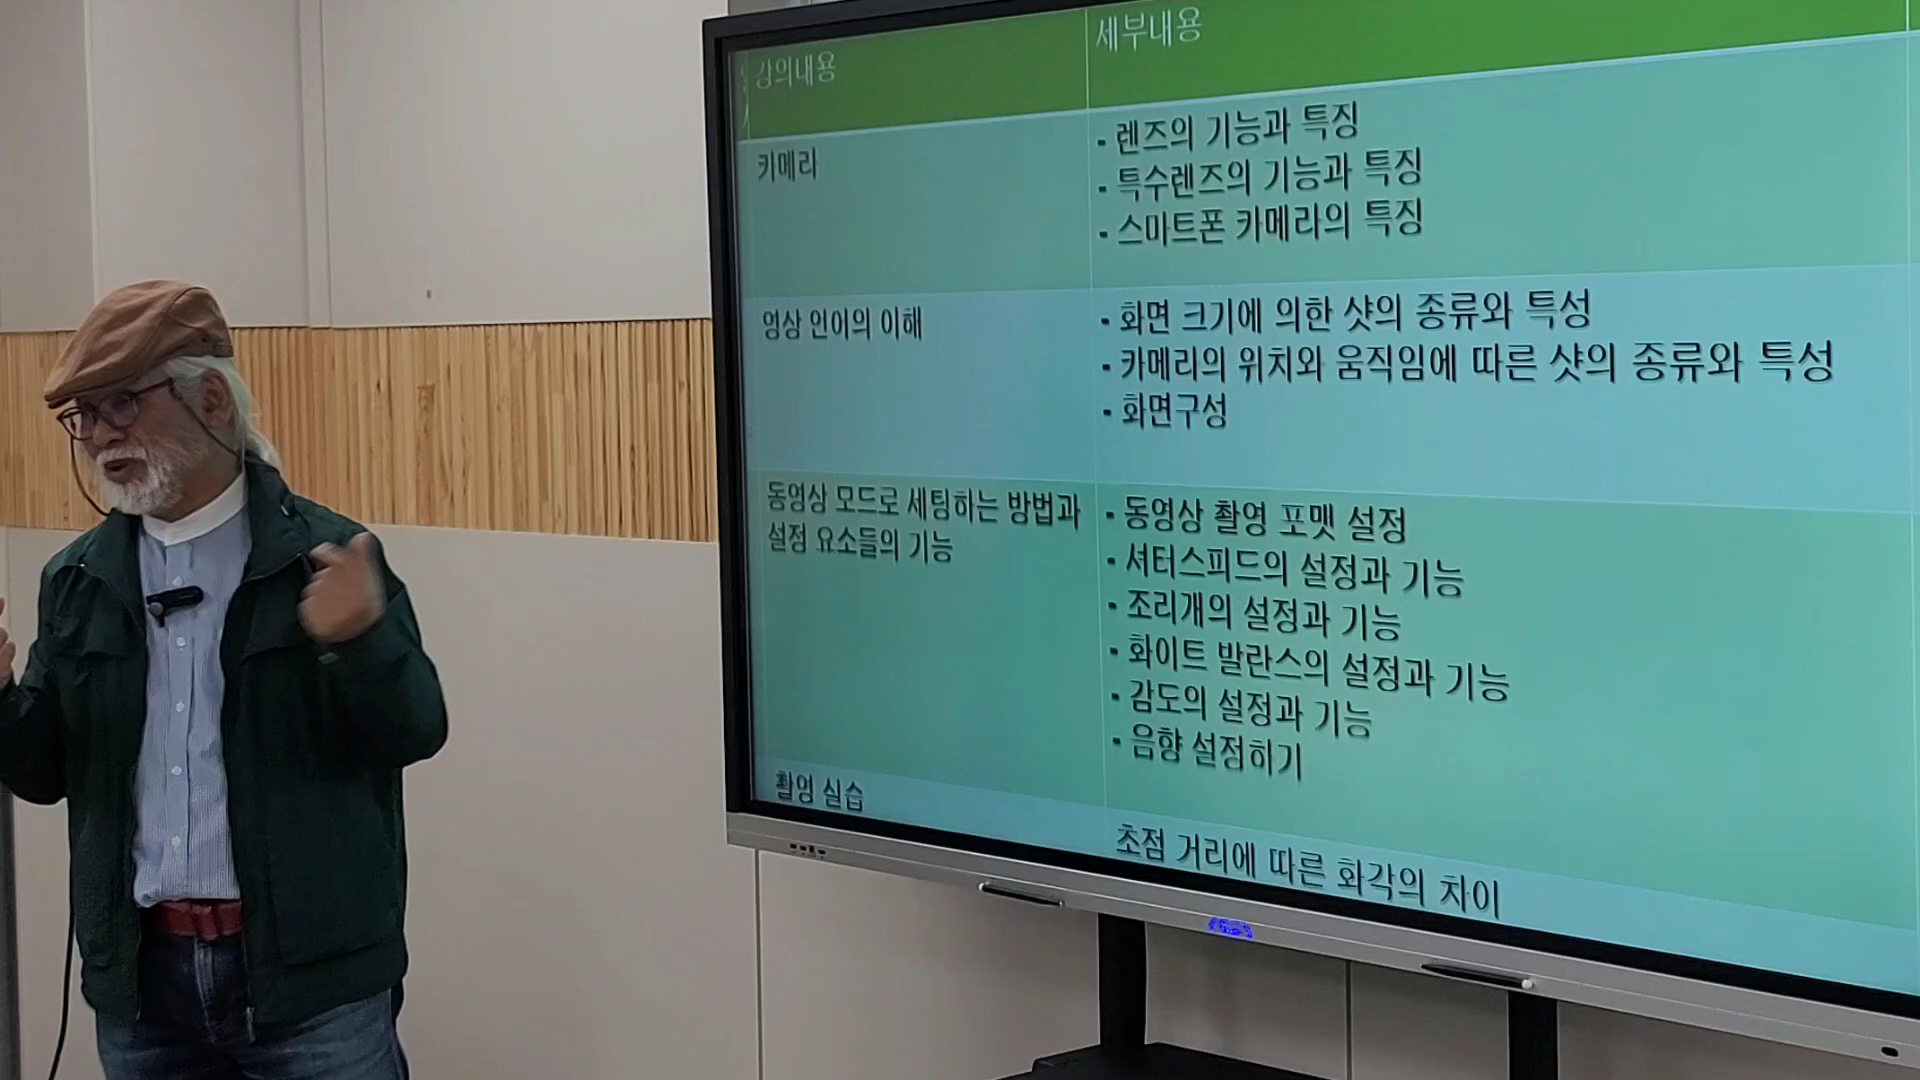 강의내용
세부내용
카메라
- 렌즈의 기능과 특징
- 특수렌즈의 기능과 특징
- 스마트폰 카메라의 특징
영상 언어의 이해
- 화면 크기에 의한 샷의 종류와 특성
- 카메라의 위치와 움직임에 따른 샷의 종류와 특성
- 화면구성
동영상 모드로 세팅하는 방법과
설정 요소들의 기능
- 동영상 촬영 포맷 설정
- 셔터스피드의 설정과 기능
- 조리개의 설정과 기능
- 화이트 발란스의 설정과 기능
- 감도의 설정과 기능
- 음향 설정하기
촬영 실습
초점 거리에 따른 화각의 차이